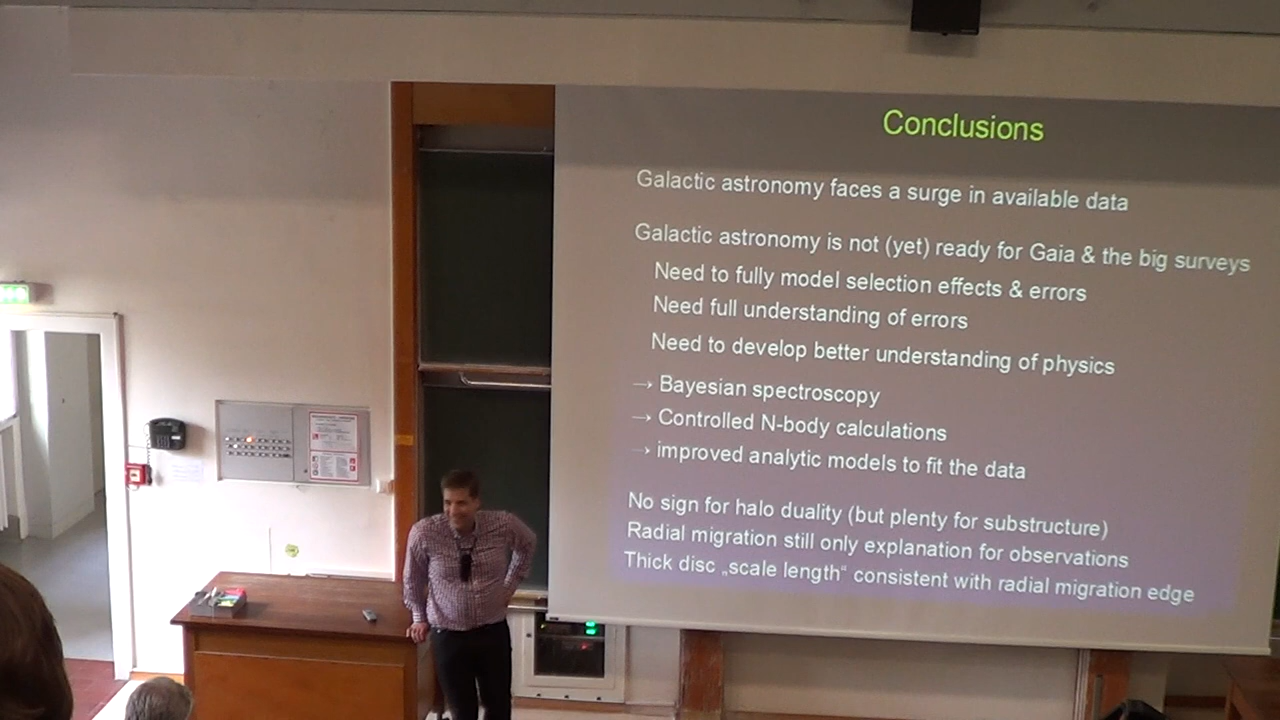 Conclusions
Galactic astronomy faces a surge in available data
Galactic astronomy is not (yet) ready for Gaia & the big surveys
Need to fully model selection effects & errors
Need full understanding of errors
Need to develop better understanding of physics
→ Bayesian spectroscopy
→ Controlled N-body calculations
→ improved analytic models to fit the data
No sign for halo duality (but plenty for substructure)
Radial migration still only explanation for observations
Thick disc „scale length“ consistent with radial migration edge